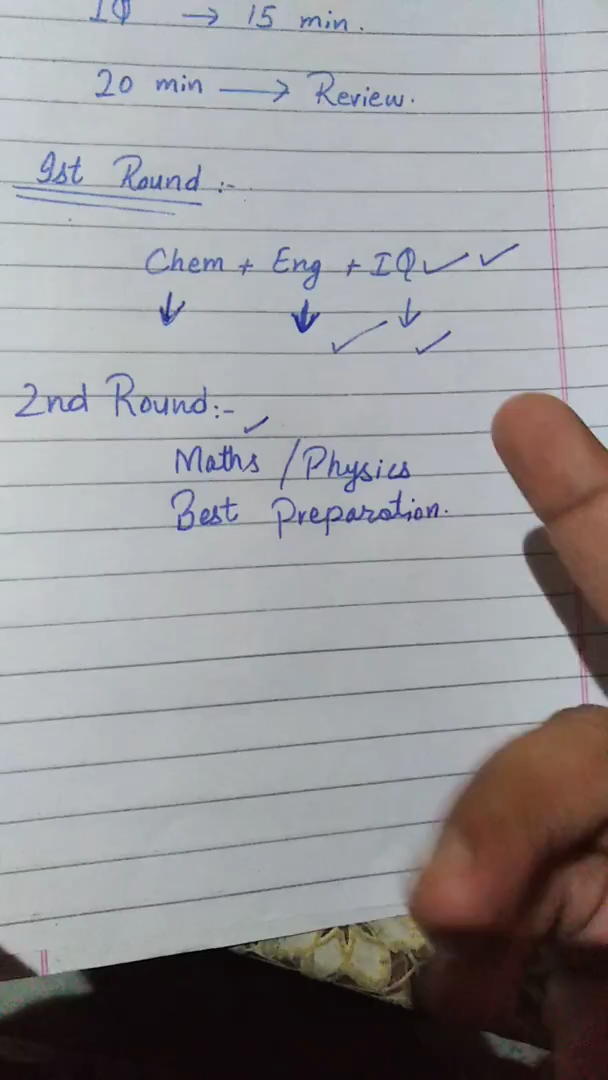 IQ → 15 min.
20 min → Review.
1st Round :-
Chem + Eng + IQ ✓ ✓
↓ ↓ ↓
✓ ✓
2nd Round:-
✓
Maths / Physics
Best Preparation.